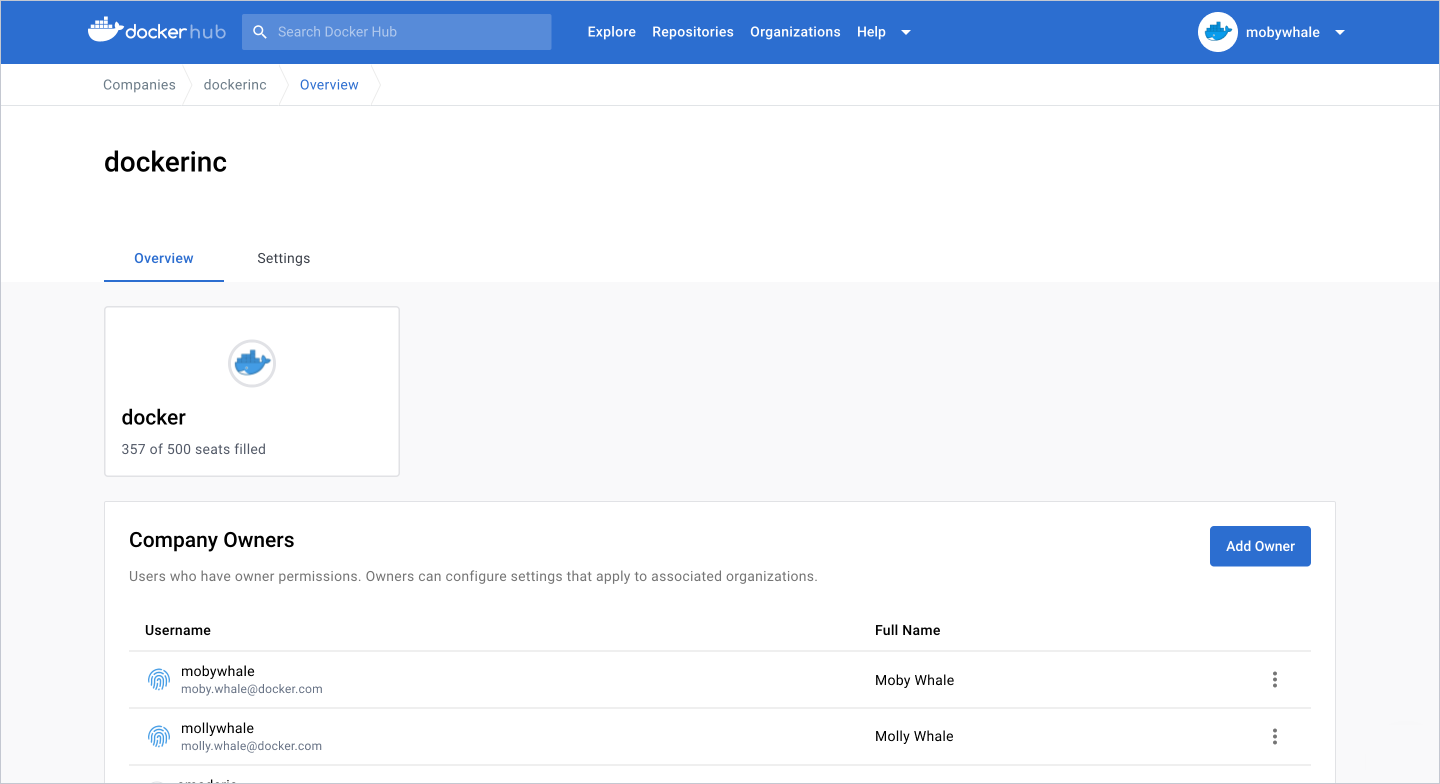 docker hub
Search Docker Hub
Explore Repositories Organizations Help
mobywhale
Companies dockerinc Overview
dockerinc
Overview Settings
docker
357 of 500 seats filled
Company Owners
Add Owner
Users who have owner permissions. Owners can configure settings that apply to associated organizations.
Username Full Name
mobywhale
moby.whale@docker.com
Moby Whale
mollywhale
molly.whale@docker.com
Molly Whale